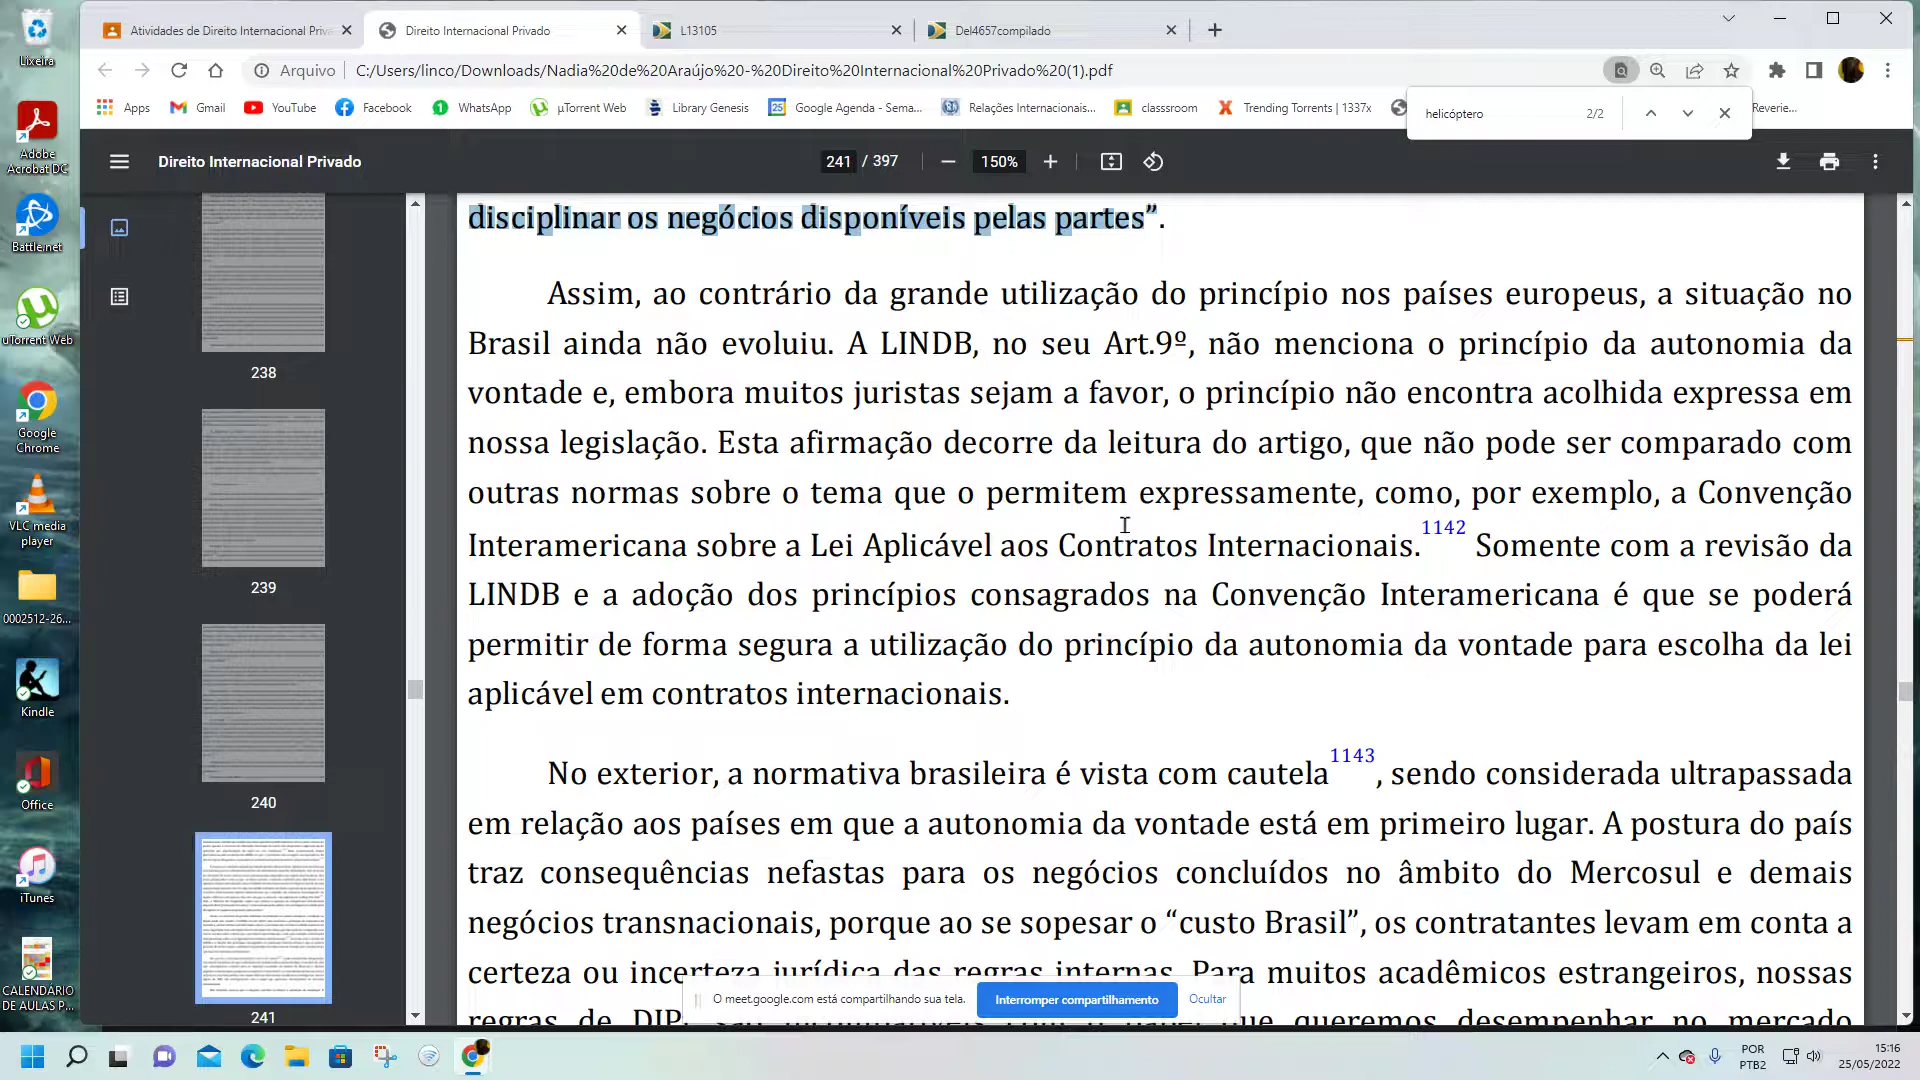 Lixeira
Adobe
Acrobat DC
Battle.net
uTorrent Web
Google
Chrome
VLC media
player
0002512-26...
Kindle
Office
iTunes
CALENDÁRIO
DE AULAS P...
Atividades de Direito Internacional Priva
Direito Internacional Privado
L13105
Del4657compilado
Arquivo
C:/Users/linco/Downloads/Nadia%20de%20Araújo%20-%20Direito%20Internacional%20Privado%20(1).pdf
Apps
Gmail
YouTube
Facebook
WhatsApp
µTorrent Web
Library Genesis
Google Agenda - Sema...
Relações Internacionais...
classsroom
Trending Torrents | 1337x
Reverie...
helicóptero
2/2
Direito Internacional Privado
241 / 397
150%
238
239
240
241
disciplinar os negócios disponíveis pelas partes”.
Assim, ao contrário da grande utilização do princípio nos países europeus, a situação no
Brasil ainda não evoluiu. A LINDB, no seu Art.9º, não menciona o princípio da autonomia da
vontade e, embora muitos juristas sejam a favor, o princípio não encontra acolhida expressa em
nossa legislação. Esta afirmação decorre da leitura do artigo, que não pode ser comparado com
outras normas sobre o tema que o permitem expressamente, como, por exemplo, a Convenção
Interamericana sobre a Lei Aplicável aos Contratos Internacionais.1142 Somente com a revisão da
LINDB e a adoção dos princípios consagrados na Convenção Interamericana é que se poderá
permitir de forma segura a utilização do princípio da autonomia da vontade para escolha da lei
aplicável em contratos internacionais.
No exterior, a normativa brasileira é vista com cautela1143, sendo considerada ultrapassada
em relação aos países em que a autonomia da vontade está em primeiro lugar. A postura do país
traz consequências nefastas para os negócios concluídos no âmbito do Mercosul e demais
negócios transnacionais, porque ao se sopesar o “custo Brasil”, os contratantes levam em conta a
certeza ou incerteza jurídica das regras internas. Para muitos acadêmicos estrangeiros, nossas
regras de DIPr que queremos desempenhar no mercado
O meet.google.com está compartilhando sua tela.
Interromper compartilhamento
Ocultar
POR
PTB2
15:16
25/05/2022